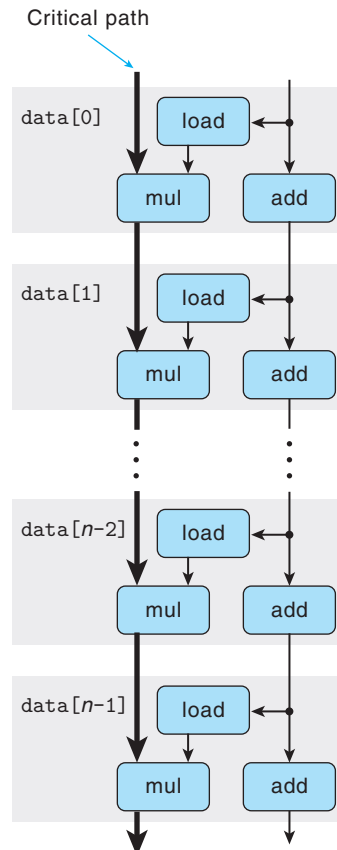 Critical path
data[0]
load
mul
add
data[1]
load
mul
add
data[n-2]
load
mul
add
data[n-1]
load
mul
add